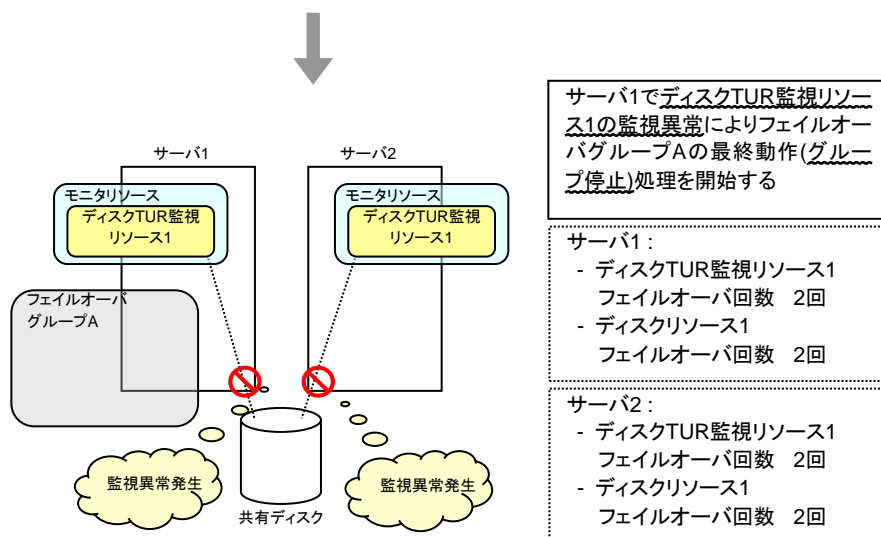 サーバ1でディスクTUR監視リソー
ス1の監視異常によりフェイルオー
バグループAの最終動作(グルー
プ停止)処理を開始する
サーバ1
サーバ2
モニタリソース
ディスクTUR監視
リソース1
モニタリソース
ディスクTUR監視
リソース1
フェイルオーバ
グループA
監視異常発生
共有ディスク
監視異常発生
サーバ1 :
- ディスクTUR監視リソース1
フェイルオーバ回数 2回
- ディスクリソース1
フェイルオーバ回数 2回
サーバ2 :
- ディスクTUR監視リソース1
フェイルオーバ回数 2回
- ディスクリソース1
フェイルオーバ回数 2回